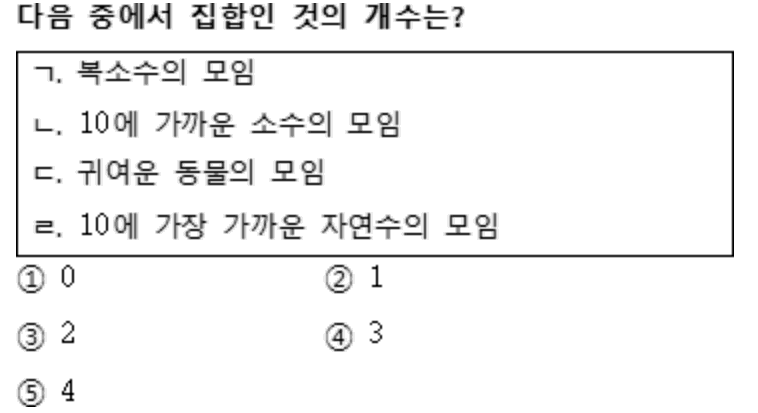 다음 중에서 집합인 것의 개수는?
ㄱ. 복소수의 모임
ㄴ. 10에 가까운 소수의 모임
ㄷ. 귀여운 동물의 모임
ㄹ. 10에 가장 가까운 자연수의 모임
① 0 ② 1
③ 2 ④ 3
⑤ 4